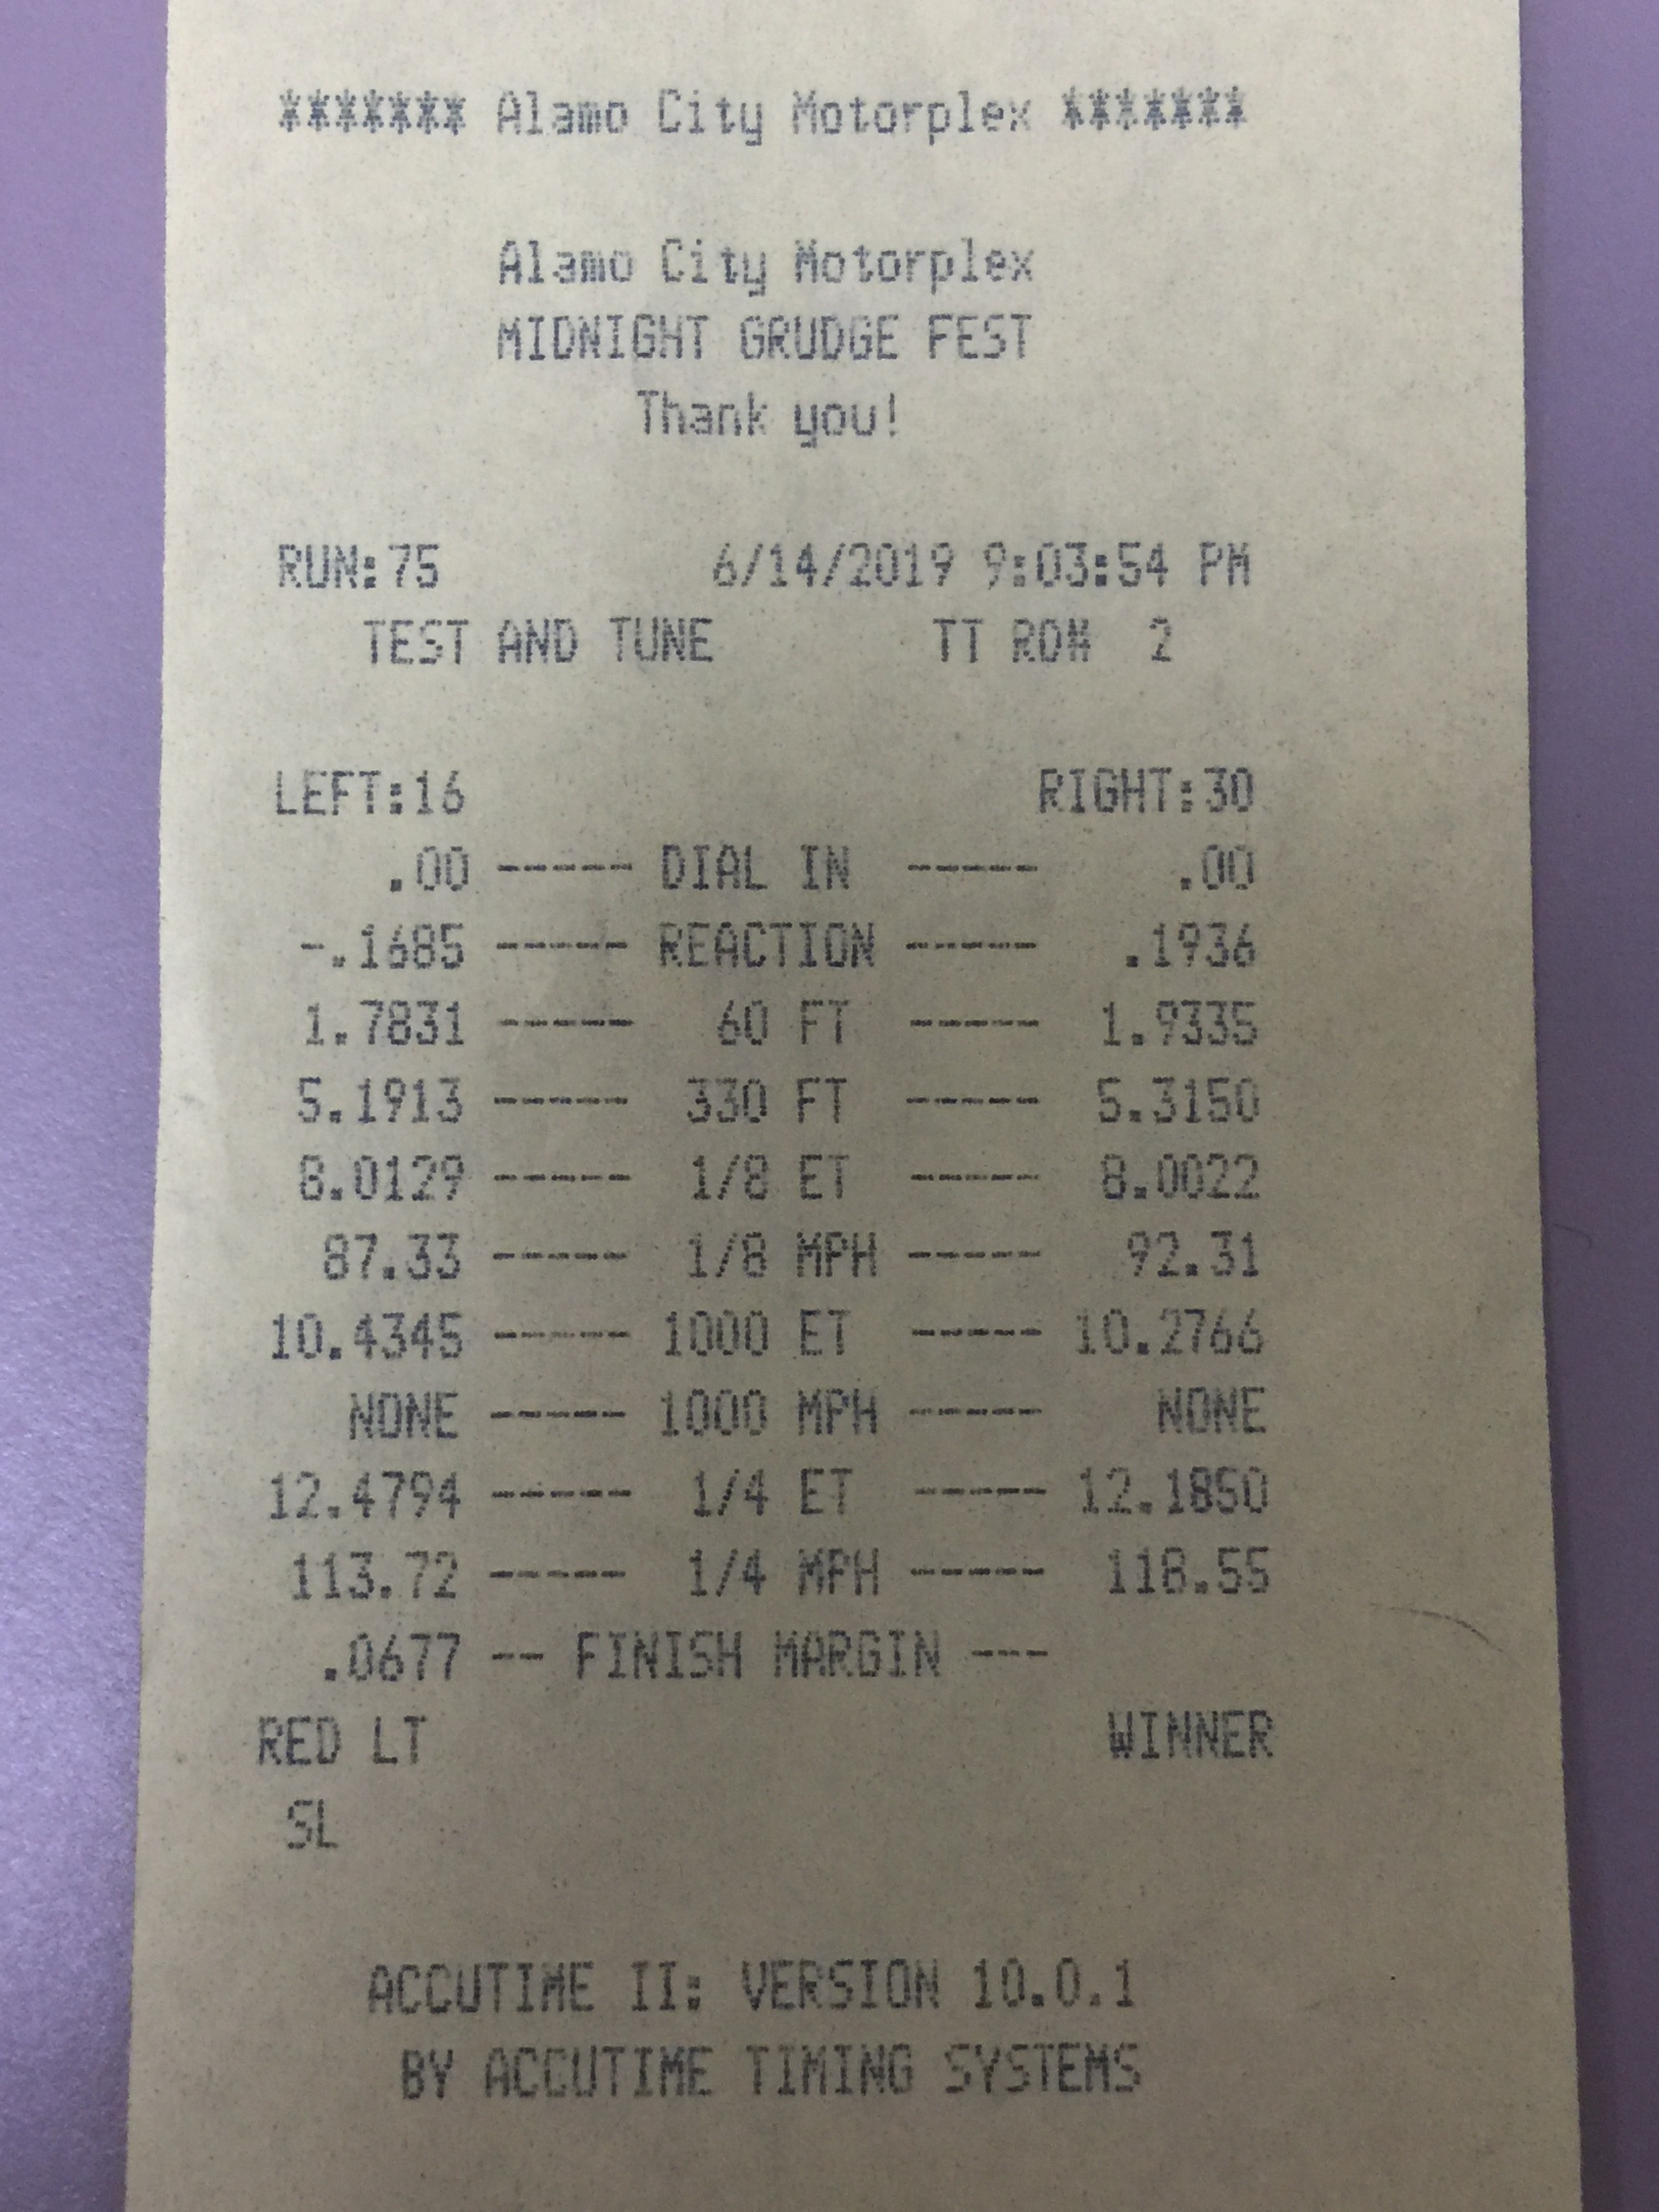 ******* Alamo City Motorplex *******
Alamo City Motorplex
MIDNIGHT GRUDGE FEST
Thank you!
RUN:75 6/14/2019 9:03:54 PM
TEST AND TUNE TT RD# 2
LEFT:16 RIGHT:30
.00 ----- DIAL IN ----- .00
-.1685 ----- REACTION ----- .1936
1.7831 ----- 60 FT ----- 1.9335
5.1913 ----- 330 FT ----- 5.3150
8.0129 ----- 1/8 ET ----- 8.0022
87.33 ----- 1/8 MPH ----- 92.31
10.4345 ----- 1000 ET ----- 10.2766
NONE ----- 1000 MPH ----- NONE
12.4794 ----- 1/4 ET ----- 12.1850
113.72 ----- 1/4 MPH ----- 118.55
.0677 -- FINISH MARGIN ---
RED LT WINNER
SL
ACCUTIME II: VERSION 10.0.1
BY ACCUTIME TIMING SYSTEMS